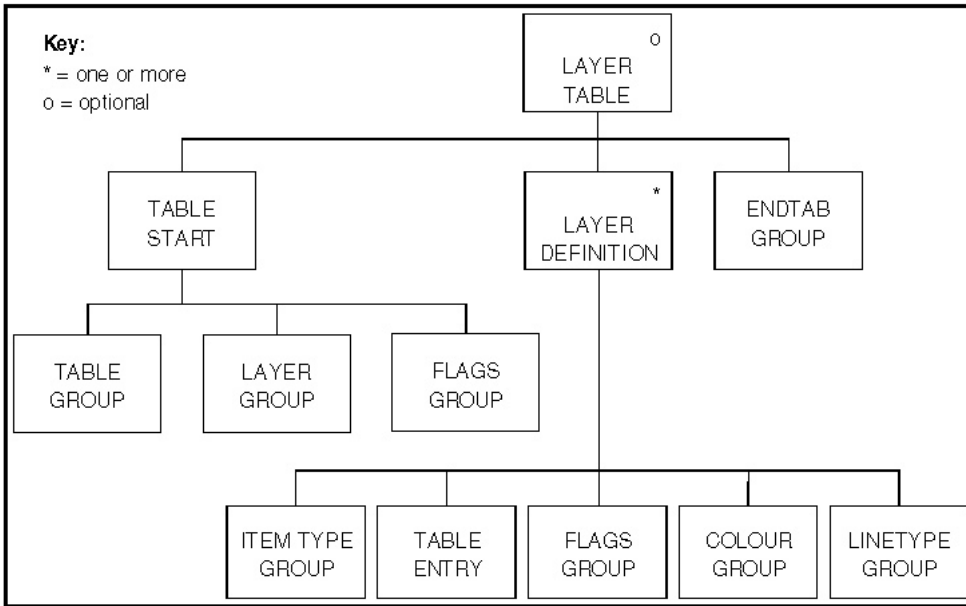 Key:
* = one or more
o = optional
o
LAYER
TABLE
TABLE
START
*
LAYER
DEFINITION
ENDTAB
GROUP
TABLE
GROUP
LAYER
GROUP
FLAGS
GROUP
ITEM TYPE
GROUP
TABLE
ENTRY
FLAGS
GROUP
COLOUR
GROUP
LINETYPE
GROUP